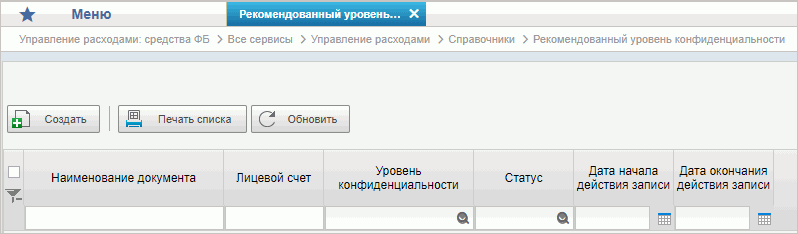 Меню
Рекомендованный уровень...
Управление расходами: средства ФБ > Все сервисы > Управление расходами > Справочники > Рекомендованный уровень конфиденциальности
Создать
Печать списка
Обновить
Наименование документа
Лицевой счет
Уровень
конфиденциальности
Статус
Дата начала
действия записи
Дата окончания
действия записи